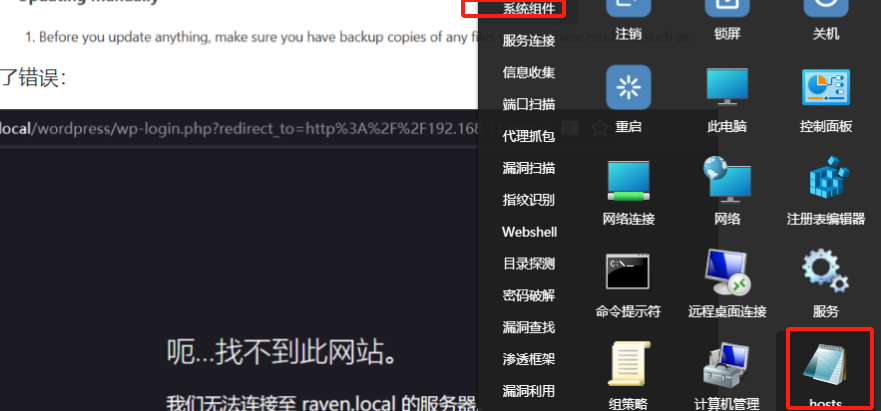 Updating Manually
1. Before you update anything, make sure you have backup copies of any
了错误：
local/wordpress/wp-login.php?redirect_to=http%3A%2F%2F192.168
呃…找不到此网站。
我们无法连接至 raven.local 的服务器
系统组件
服务连接
信息收集
端口扫描
代理抓包
漏洞扫描
指纹识别
Webshell
目录探测
密码破解
漏洞查找
渗透框架
漏洞利用
注销 锁屏 关机
重启 此电脑 控制面板
网络连接 网络 注册表编辑器
C:\
命令提示符 远程桌面连接 服务
组策略 计算机管理 hosts